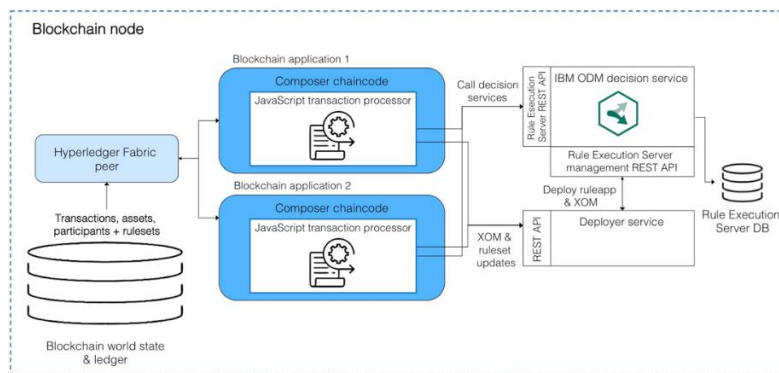 Blockchain node
Blockchain application 1
Composer chaincode
JavaScript transaction processor
Call decision
services
Rule Execution
Server REST API
IBM ODM decision service
Rule Execution Server
management REST API
Hyperledger Fabric
peer
Transactions, assets,
participants + rulesets
Blockchain world state
& ledger
Blockchain application 2
Composer chaincode
JavaScript transaction processor
XOM &
ruleset
updates
Deploy ruleapp
& XOM
REST API
Deployer service
Rule Execution
Server DB